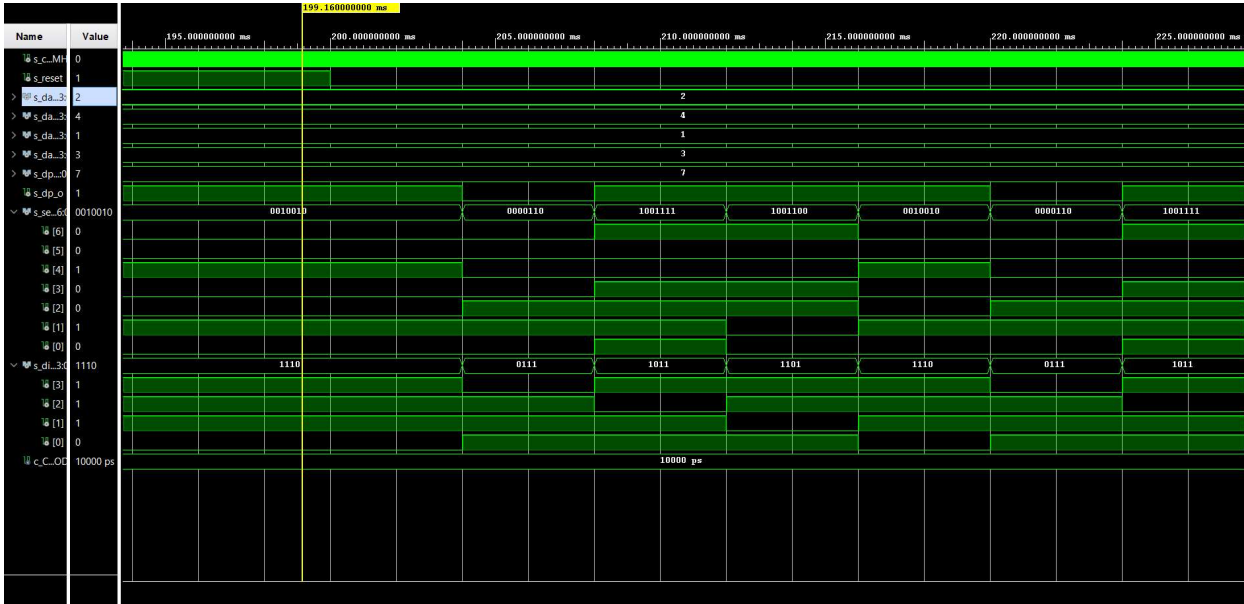 199.160000000 ms
Name Value 195.000000000 ms 200.000000000 ms 205.000000000 ms 210.000000000 ms 215.000000000 ms 220.000000000 ms 225.000000000 ms
s_c...MH 0
s_reset 1
> s_da...3: 2 2
> s_da...3: 4 4
> s_da...3: 1 1
> s_da...3: 3 3
> s_dp...:0 7 7
s_dp_o 1
s_se...6:0 0010010 0010010 0000110 1001111 1001100 0010010 0000110 1001111
[6] 0
[5] 0
[4] 1
[3] 0
[2] 0
[1] 1
[0] 0
s_di...3:0 1110 1110 0111 1011 1101 1110 0111 1011
[3] 1
[2] 1
[1] 1
[0] 0
c_C...OD 10000 ps 10000 ps